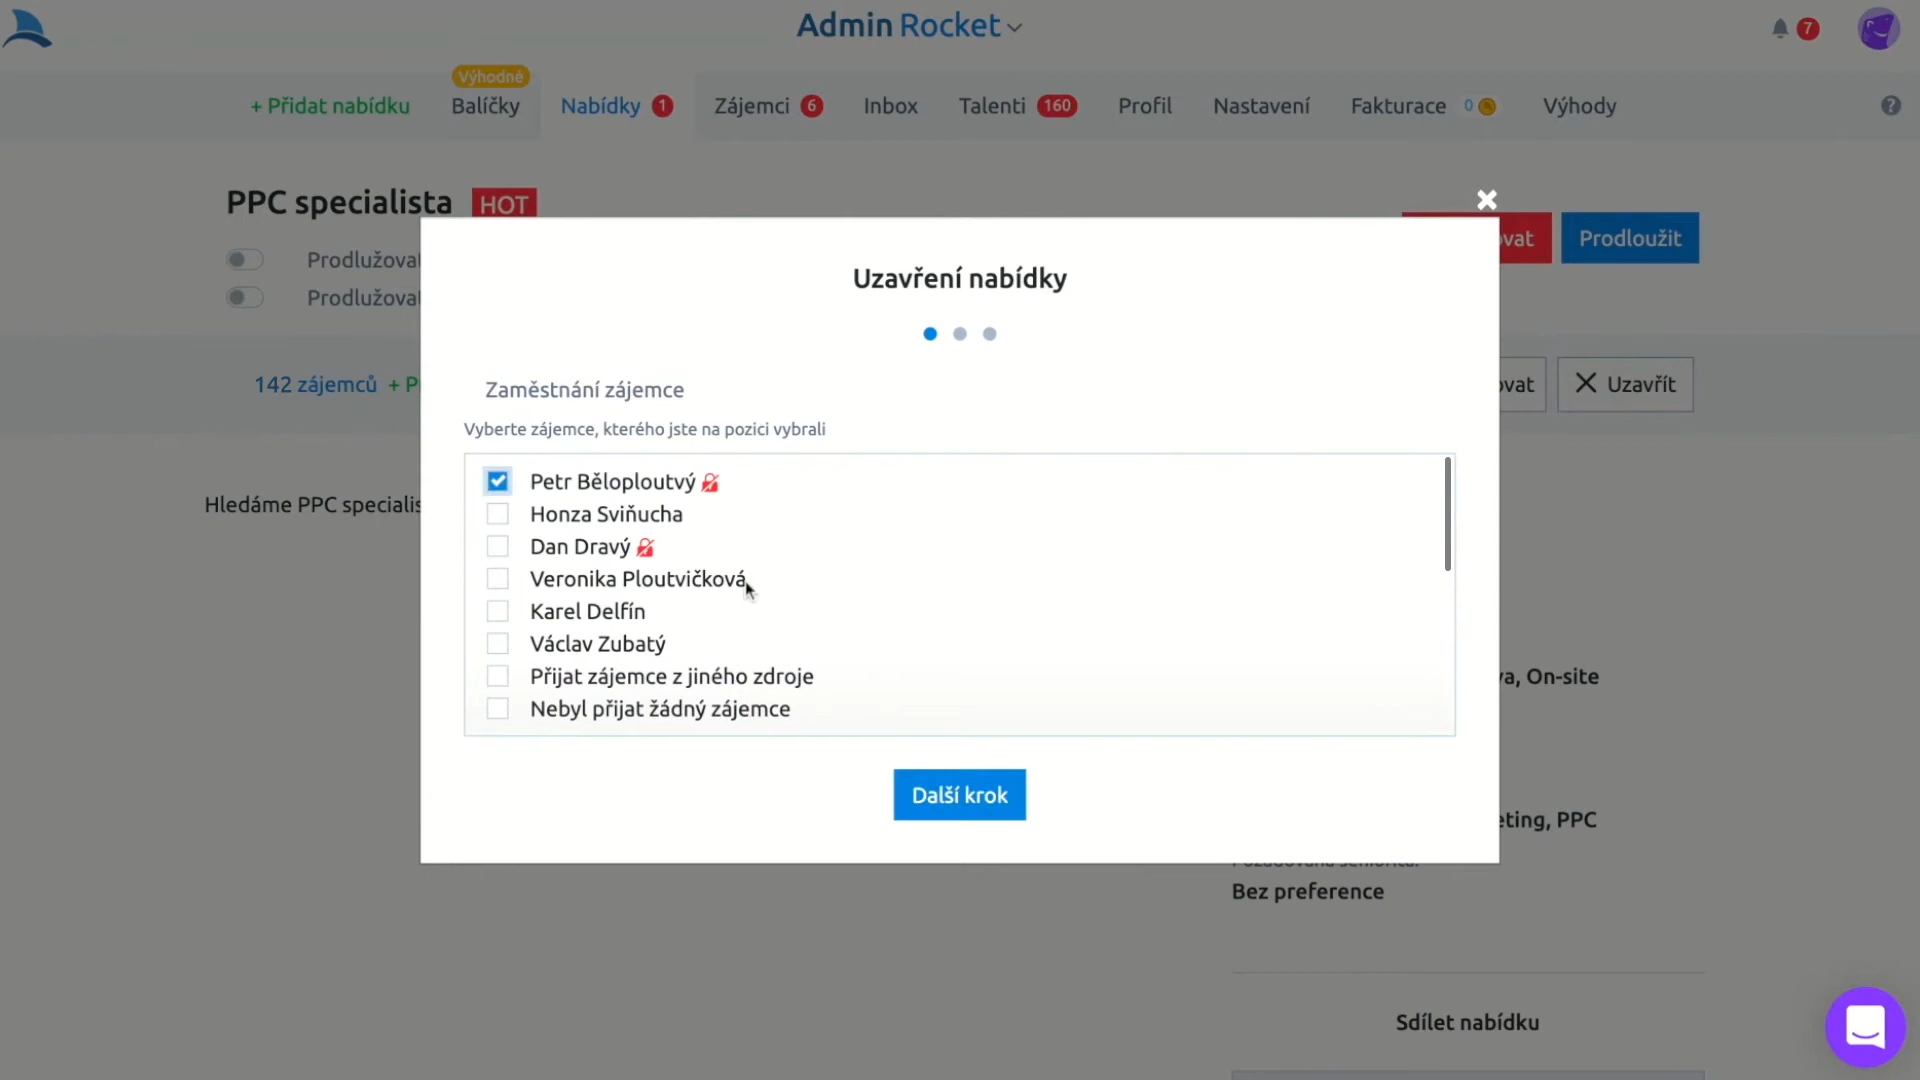 Admin Rocket
7
Výhodně
+ Přidat nabídku
Balíčky
Nabídky 1
Zájemci 6
Inbox
Talenti 160
Profil
Nastavení
Fakturace 0
Výhody
?
PPC specialista HOT
Prodlužovat
Prodlužovat
vat
Prodloužit
142 zájemců + P
vat
Uzavřít
Hledáme PPC specialis
Uzavření nabídky
Zaměstnání zájemce
Vyberte zájemce, kterého jste na pozici vybrali
Petr Běloploutvý
Honza Sviňucha
Dan Dravý
Veronika Ploutvičková
Karel Delfín
Václav Zubatý
Přijat zájemce z jiného zdroje
Nebyl přijat žádný zájemce
Další krok
va, On-site
eting, PPC
Bez preference
Sdílet nabídku